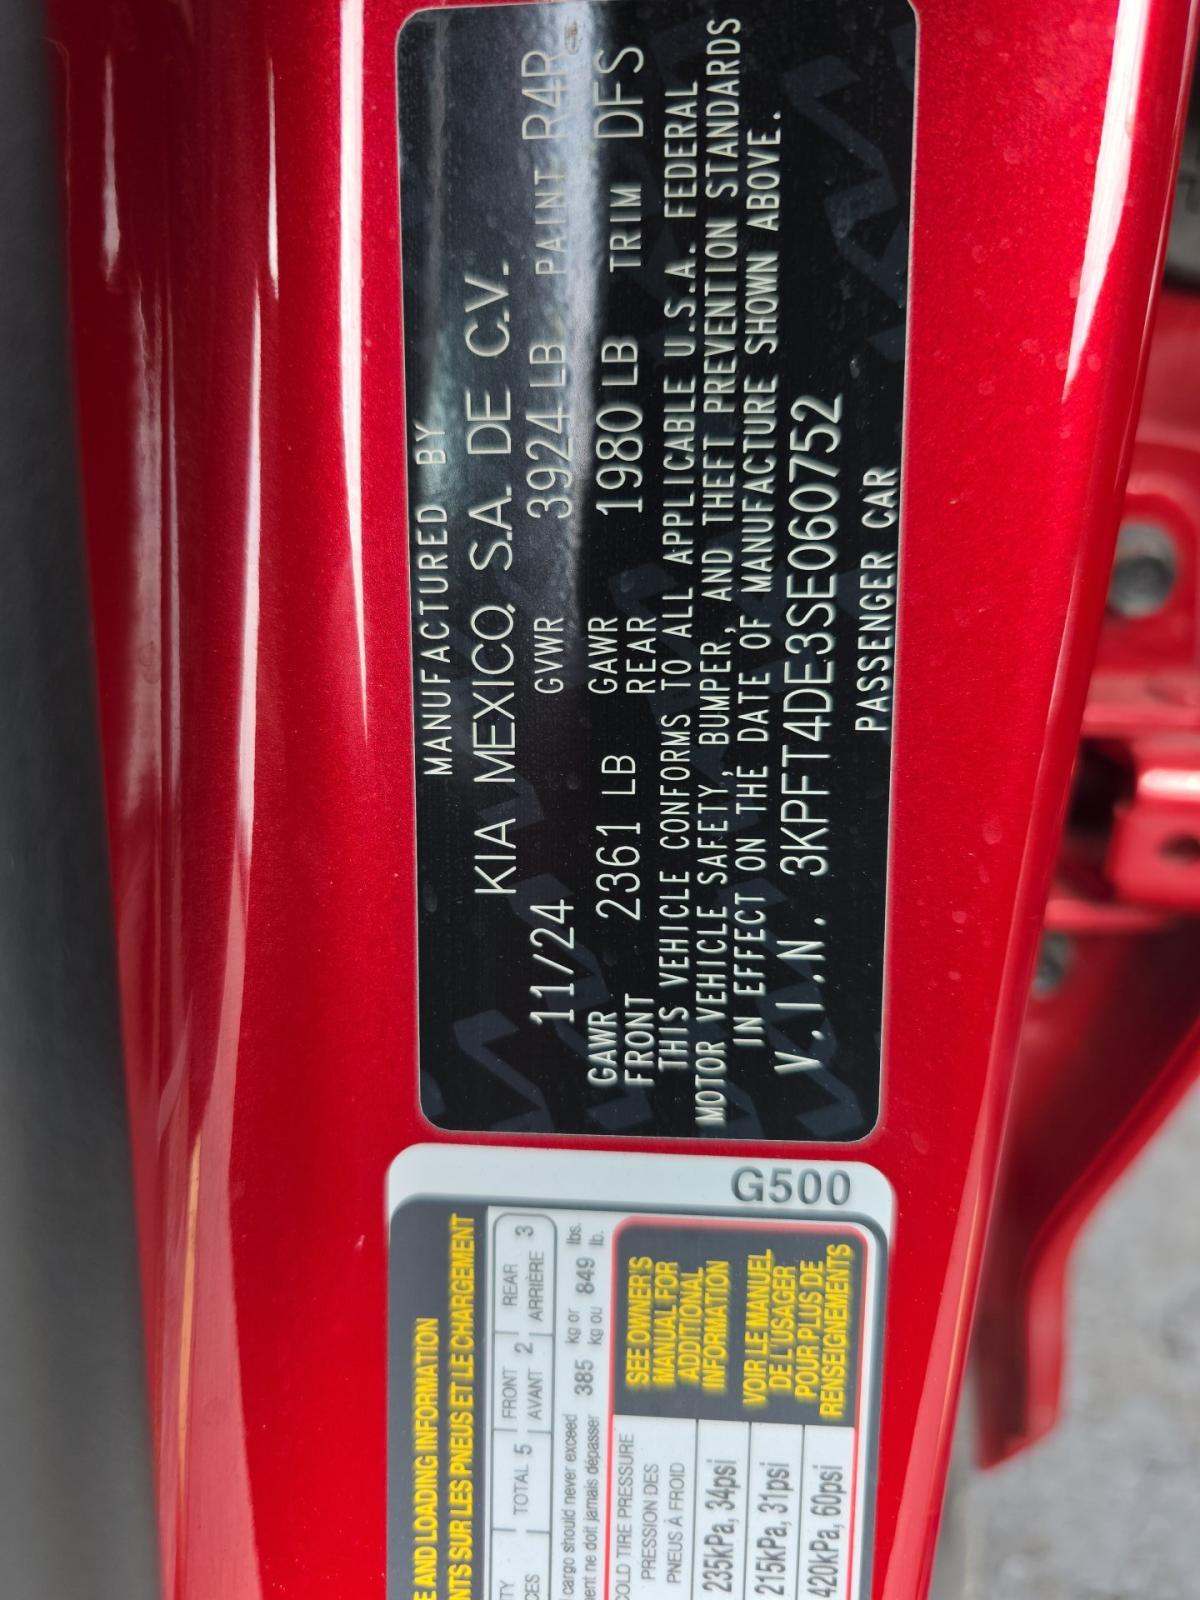 MANUFACTURED BY
KIA MEXICO, S.A. DE C.V.
11/24 GVWR 3924 LB PAINT R4R
GAWR FRONT 2361 LB GAWR REAR 1980 LB TRIM DFS
THIS VEHICLE CONFORMS TO ALL APPLICABLE U.S.A. FEDERAL
MOTOR VEHICLE SAFETY, BUMPER, AND THEFT PREVENTION STANDARDS
IN EFFECT ON THE DATE OF MANUFACTURE SHOWN ABOVE.
V.I.N. 3KPFT4DE3SE060752
PASSENGER CAR
G500
E AND LOADING INFORMATION
NTS SUR LES PNEUS ET LE CHARGEMENT
TY TOTAL 5 FRONT 2 REAR 3
CES AVANT ARRIÈRE
cargo should never exceed 385 kg or 849 lbs.
ment ne doit jamais dépasser kg ou lb.
COLD TIRE PRESSURE
PRESSION DES
PNEUS À FROID
235kPa, 34psi
215kPa, 31psi
420kPa, 60psi
SEE OWNER'S
MANUAL FOR
ADDITIONAL
INFORMATION
VOIR LE MANUEL
DE L'USAGER
POUR PLUS DE
RENSEIGNEMENTS